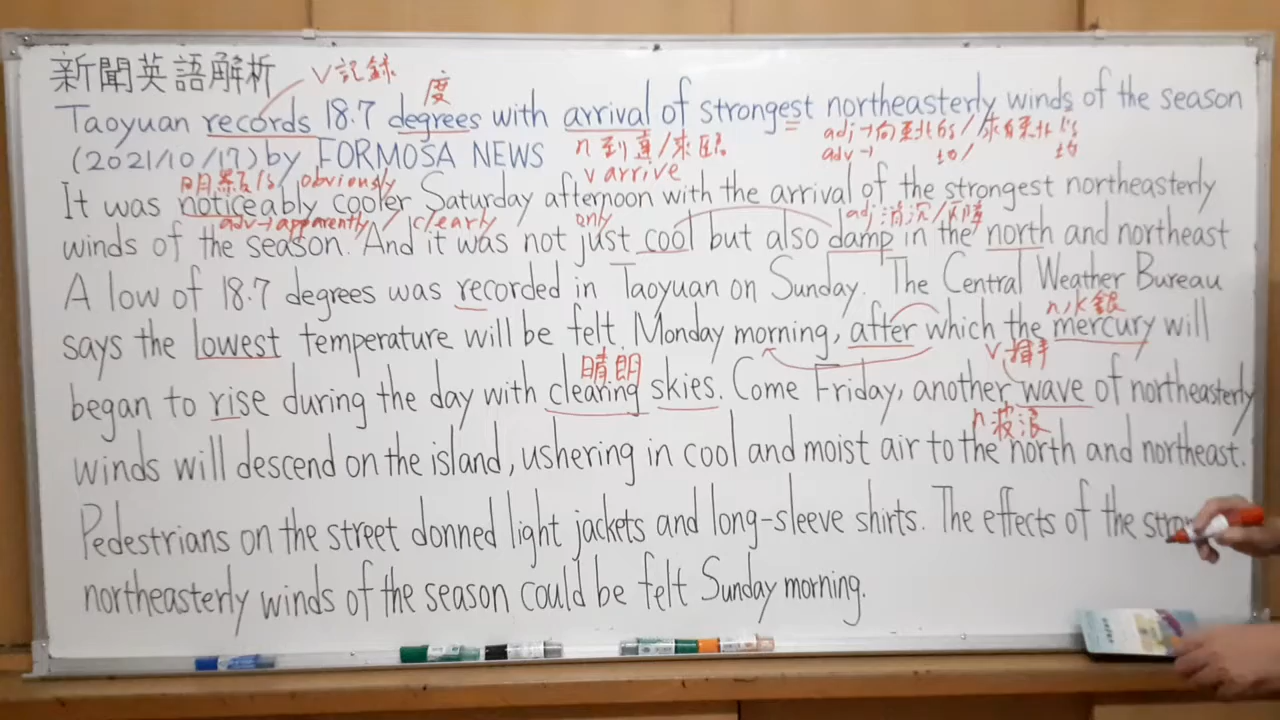 新聞英語解析
V 記錄
度
Taoyuan records 18.7 degrees with arrival of strongest northeasterly winds of the season
(2021/10/17) by FORMOSA NEWS
n 到直/來臨
v arrive
adj→向東北的/來自東北的
adv→
地/
obviously
It was noticeably cooler Saturday afternoon with the arrival of the strongest northeasterly
adv→apparently / clearly
only
adj 消沉/
winds of the season. And it was not just cool but also damp in the north and northeast
A low of 18.7 degrees was recorded in Taoyuan on Sunday. The Central Weather Bureau
n 水銀
says the lowest temperature will be felt Monday morning, after which the mercury will
晴朗
V 揮手
began to rise during the day with clearing skies. Come Friday, another wave of northeasterly
n 波浪
winds will descend on the island, ushering in cool and moist air to the north and northeast.
Pedestrians on the street donned light jackets and long-sleeve shirts. The effects of the
northeasterly winds of the season could be felt Sunday morning.